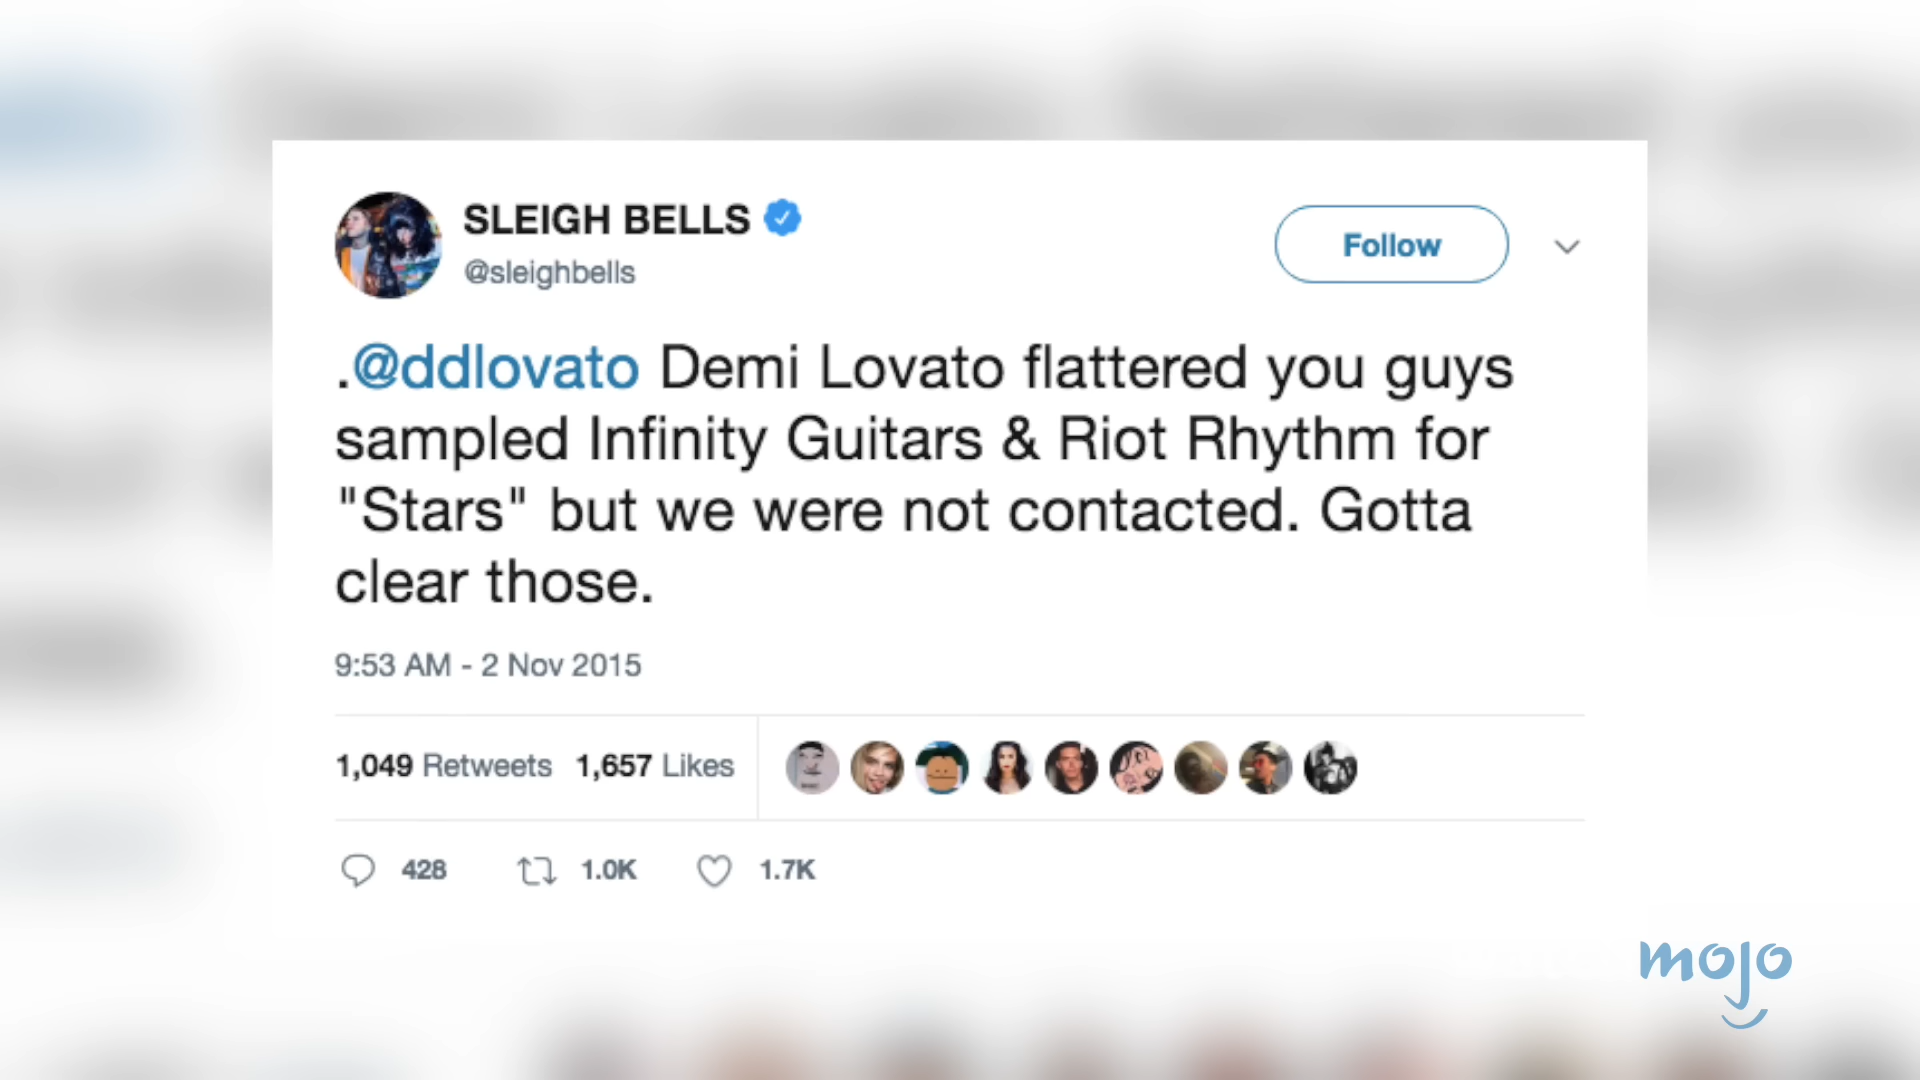 SLEIGH BELLS
@sleighbells
Follow
.@ddlovato Demi Lovato flattered you guys
sampled Infinity Guitars & Riot Rhythm for
"Stars" but we were not contacted. Gotta
clear those.
9:53 AM - 2 Nov 2015
1,049 Retweets 1,657 Likes
428 1.0K 1.7K
mojo